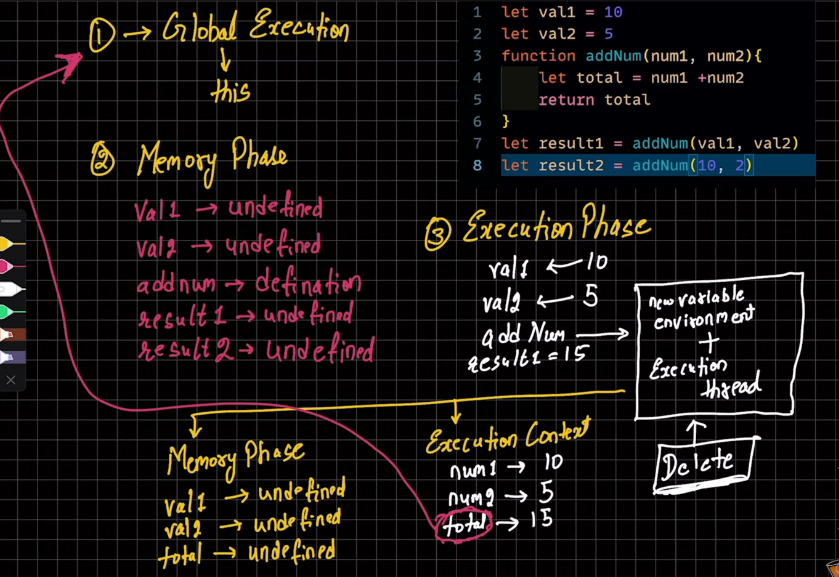 ① → Global Execution
↓
this
1 let val1 = 10
2 let val2 = 5
3 function addNum(num1, num2){
4 let total = num1 +num2
5 return total
6 }
7 let result1 = addNum(val1, val2)
8 let result2 = addNum(10, 2)
② Memory Phase
val1 → undefined
val2 → undefined
addnum → defination
result1 → undefined
result2 → undefined
③ Execution Phase
val1 ← 10
val2 ← 5
add Num →
result1 = 15
new variable
environment
+
Execution
thread
Delete
Memory Phase
val1 → undefined
val2 → undefined
total → undefined
Execution Context
num1 → 10
num2 → 5
total → 15